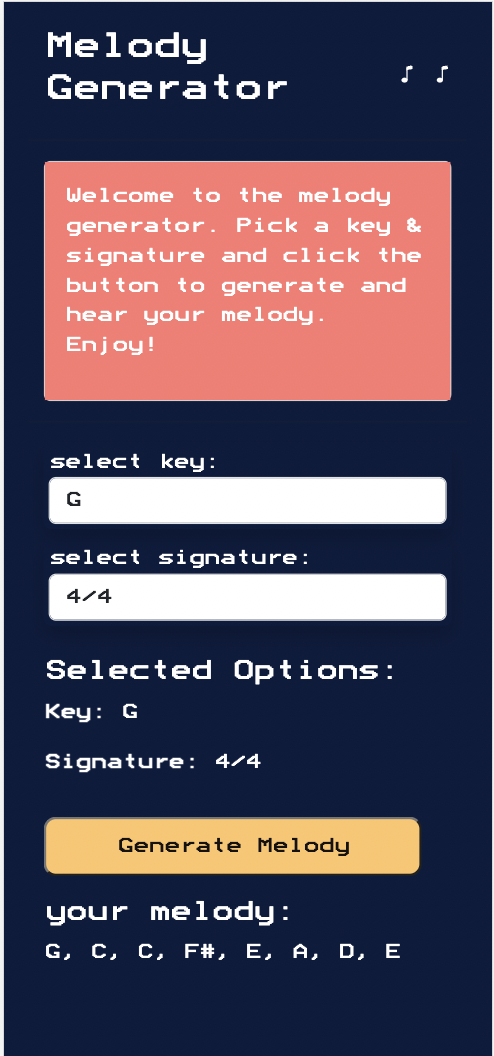 Melody
Generator
♪ ♪
Welcome to the melody
generator. Pick a key &
signature and click the
button to generate and
hear your melody.
Enjoy!
select key:
G
select signature:
4/4
Selected Options:
Key: G
Signature: 4/4
Generate Melody
your melody:
G, C, C, F#, E, A, D, E